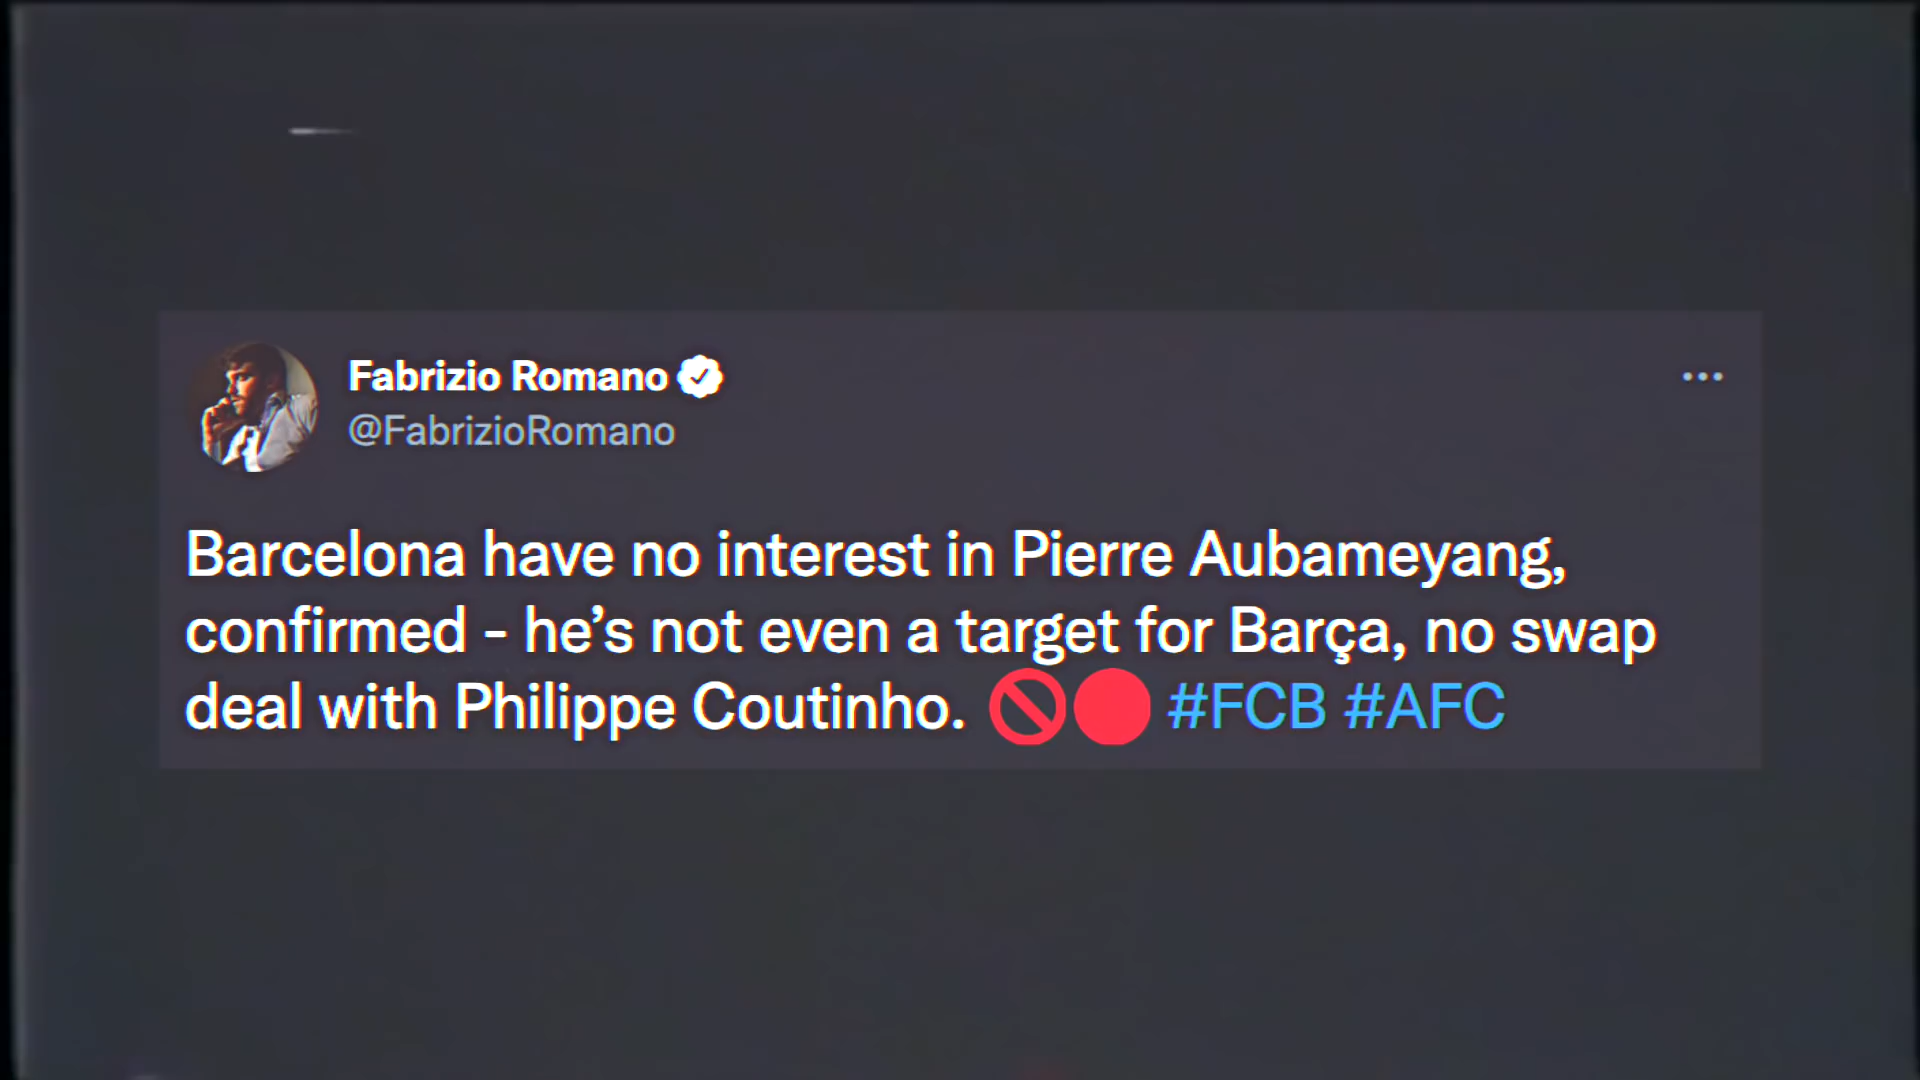 Fabrizio Romano
@FabrizioRomano
Barcelona have no interest in Pierre Aubameyang,
confirmed - he’s not even a target for Barça, no swap
deal with Philippe Coutinho. 🚫🔴 #FCB #AFC